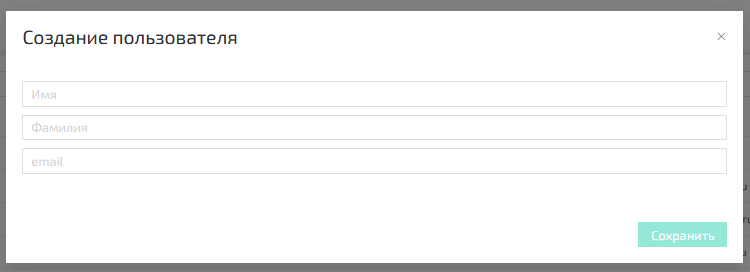 Создание пользователя
×
Имя
Фамилия
email
Сохранить